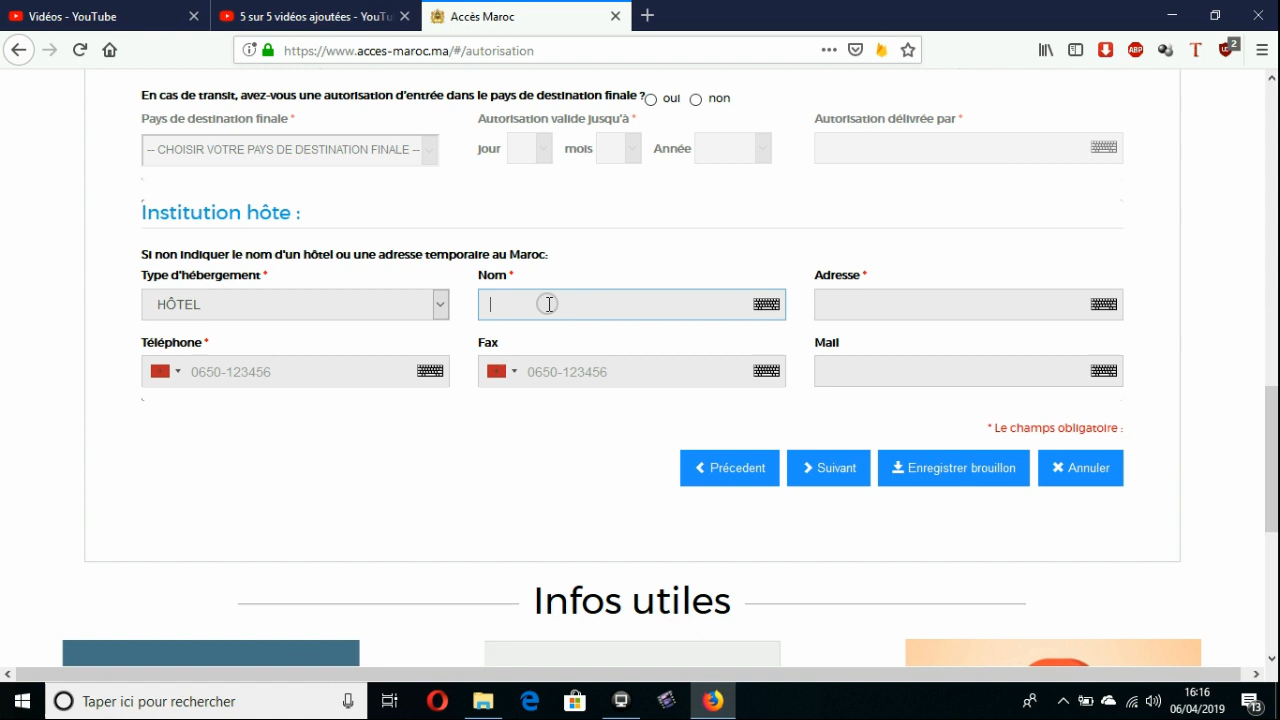 Vidéos - YouTube
5 sur 5 vidéos ajoutées - YouTu
Accès Maroc
https://www.acces-maroc.ma/#/autorisation
ABP
T
2
En cas de transit, avez-vous une autorisation d'entrée dans le pays de destination finale ? oui non
Pays de destination finale * Autorisation valide jusqu'à * Autorisation délivrée par *
-- CHOISIR VOTRE PAYS DE DESTINATION FINALE -- jour mois Année
Institution hôte :
Si non indiquer le nom d'un hôtel ou une adresse temporaire au Maroc:
Type d'hébergement * Nom * Adresse *
HÔTEL
Téléphone * Fax Mail
0650-123456 0650-123456
* Le champs obligatoire :
Précedent Suivant Enregistrer brouillon Annuler
Infos utiles
Taper ici pour rechercher
16:16
06/04/2019
13